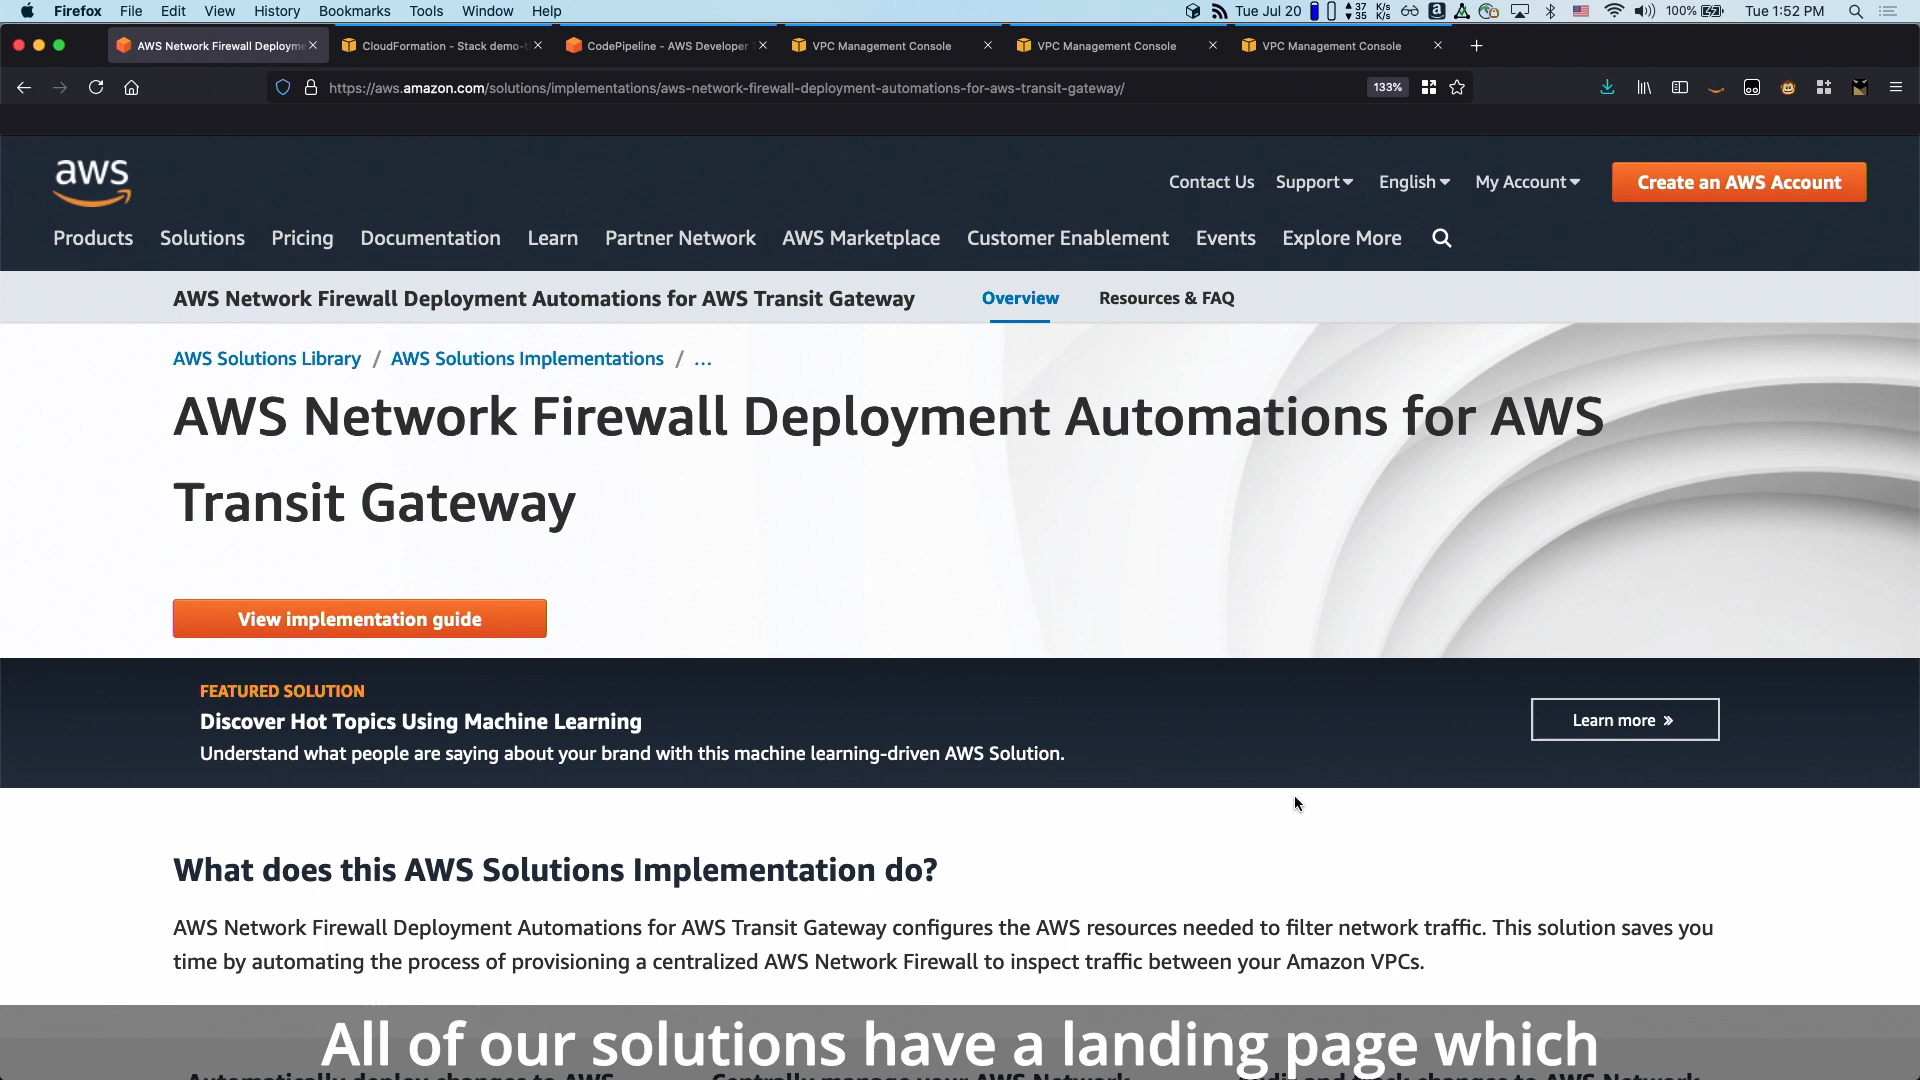 Firefox File Edit View History Bookmarks Tools Window Help Tue Jul 20 37 35 K/s K/s 100% Tue 1:52 PM
AWS Network Firewall Deployme CloudFormation - Stack demo-t CodePipeline - AWS Developer VPC Management Console VPC Management Console VPC Management Console
https://aws.amazon.com/solutions/implementations/aws-network-firewall-deployment-automations-for-aws-transit-gateway/ 133%
aws
Contact Us Support English My Account Create an AWS Account
Products Solutions Pricing Documentation Learn Partner Network AWS Marketplace Customer Enablement Events Explore More
AWS Network Firewall Deployment Automations for AWS Transit Gateway Overview Resources & FAQ
AWS Solutions Library / AWS Solutions Implementations / ...
AWS Network Firewall Deployment Automations for AWS
Transit Gateway
View implementation guide
FEATURED SOLUTION
Discover Hot Topics Using Machine Learning
Understand what people are saying about your brand with this machine learning-driven AWS Solution.
Learn more »
What does this AWS Solutions Implementation do?
AWS Network Firewall Deployment Automations for AWS Transit Gateway configures the AWS resources needed to filter network traffic. This solution saves you
time by automating the process of provisioning a centralized AWS Network Firewall to inspect traffic between your Amazon VPCs.
All of our solutions have a landing page which